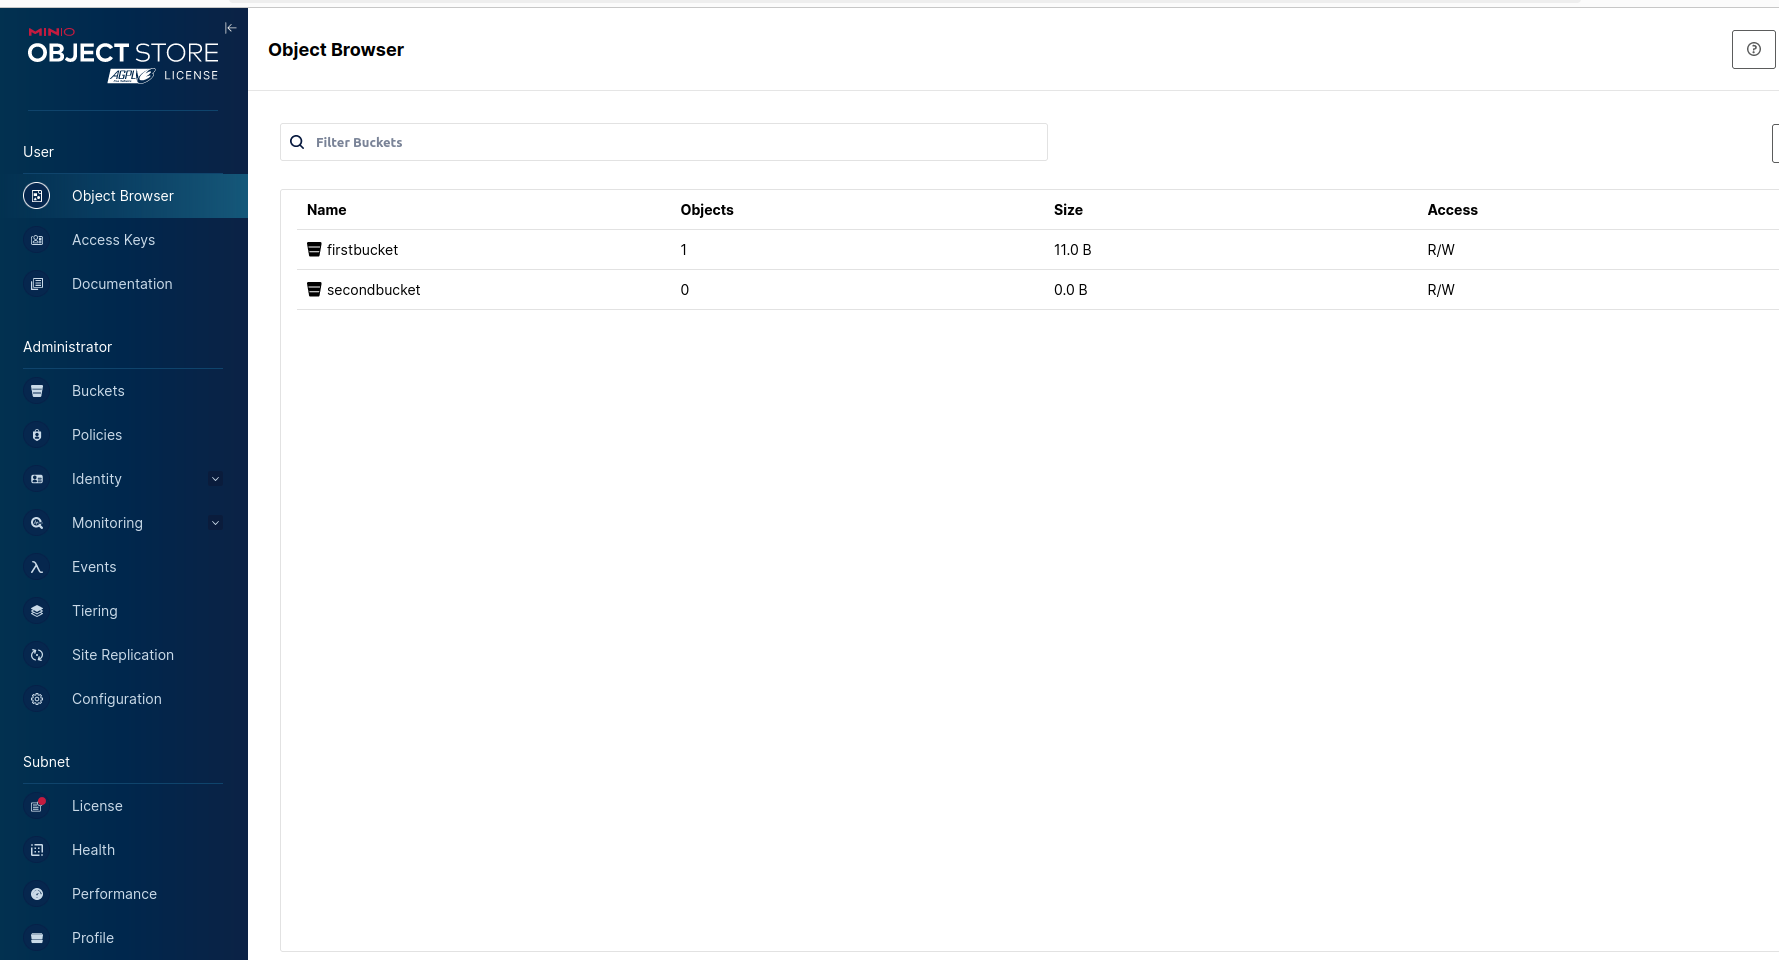 MINIO
OBJECT STORE
AGPLv3 LICENSE
User
Object Browser
Access Keys
Documentation
Administrator
Buckets
Policies
Identity
Monitoring
Events
Tiering
Site Replication
Configuration
Subnet
License
Health
Performance
Profile
Object Browser
Filter Buckets
Name Objects Size Access
firstbucket 1 11.0 B R/W
secondbucket 0 0.0 B R/W